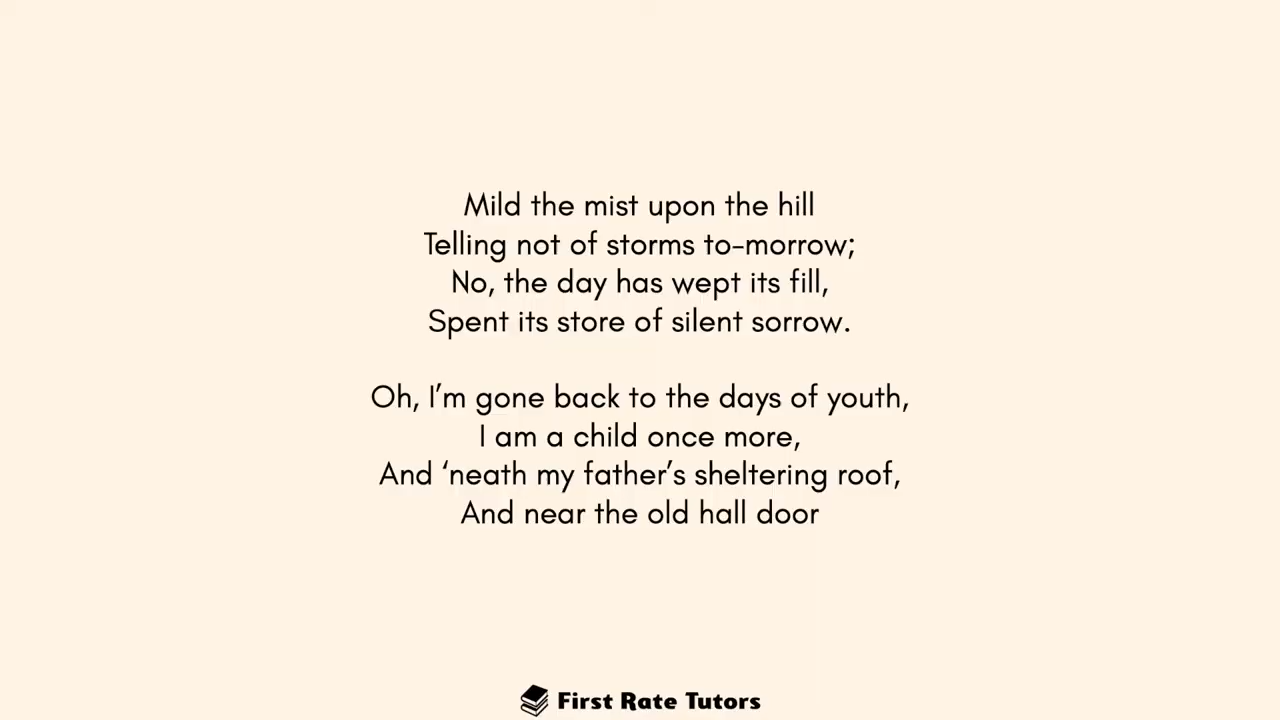 Mild the mist upon the hill
Telling not of storms to-morrow;
No, the day has wept its fill,
Spent its store of silent sorrow.
Oh, I’m gone back to the days of youth,
I am a child once more,
And ‘neath my father’s sheltering roof,
And near the old hall door
First Rate Tutors